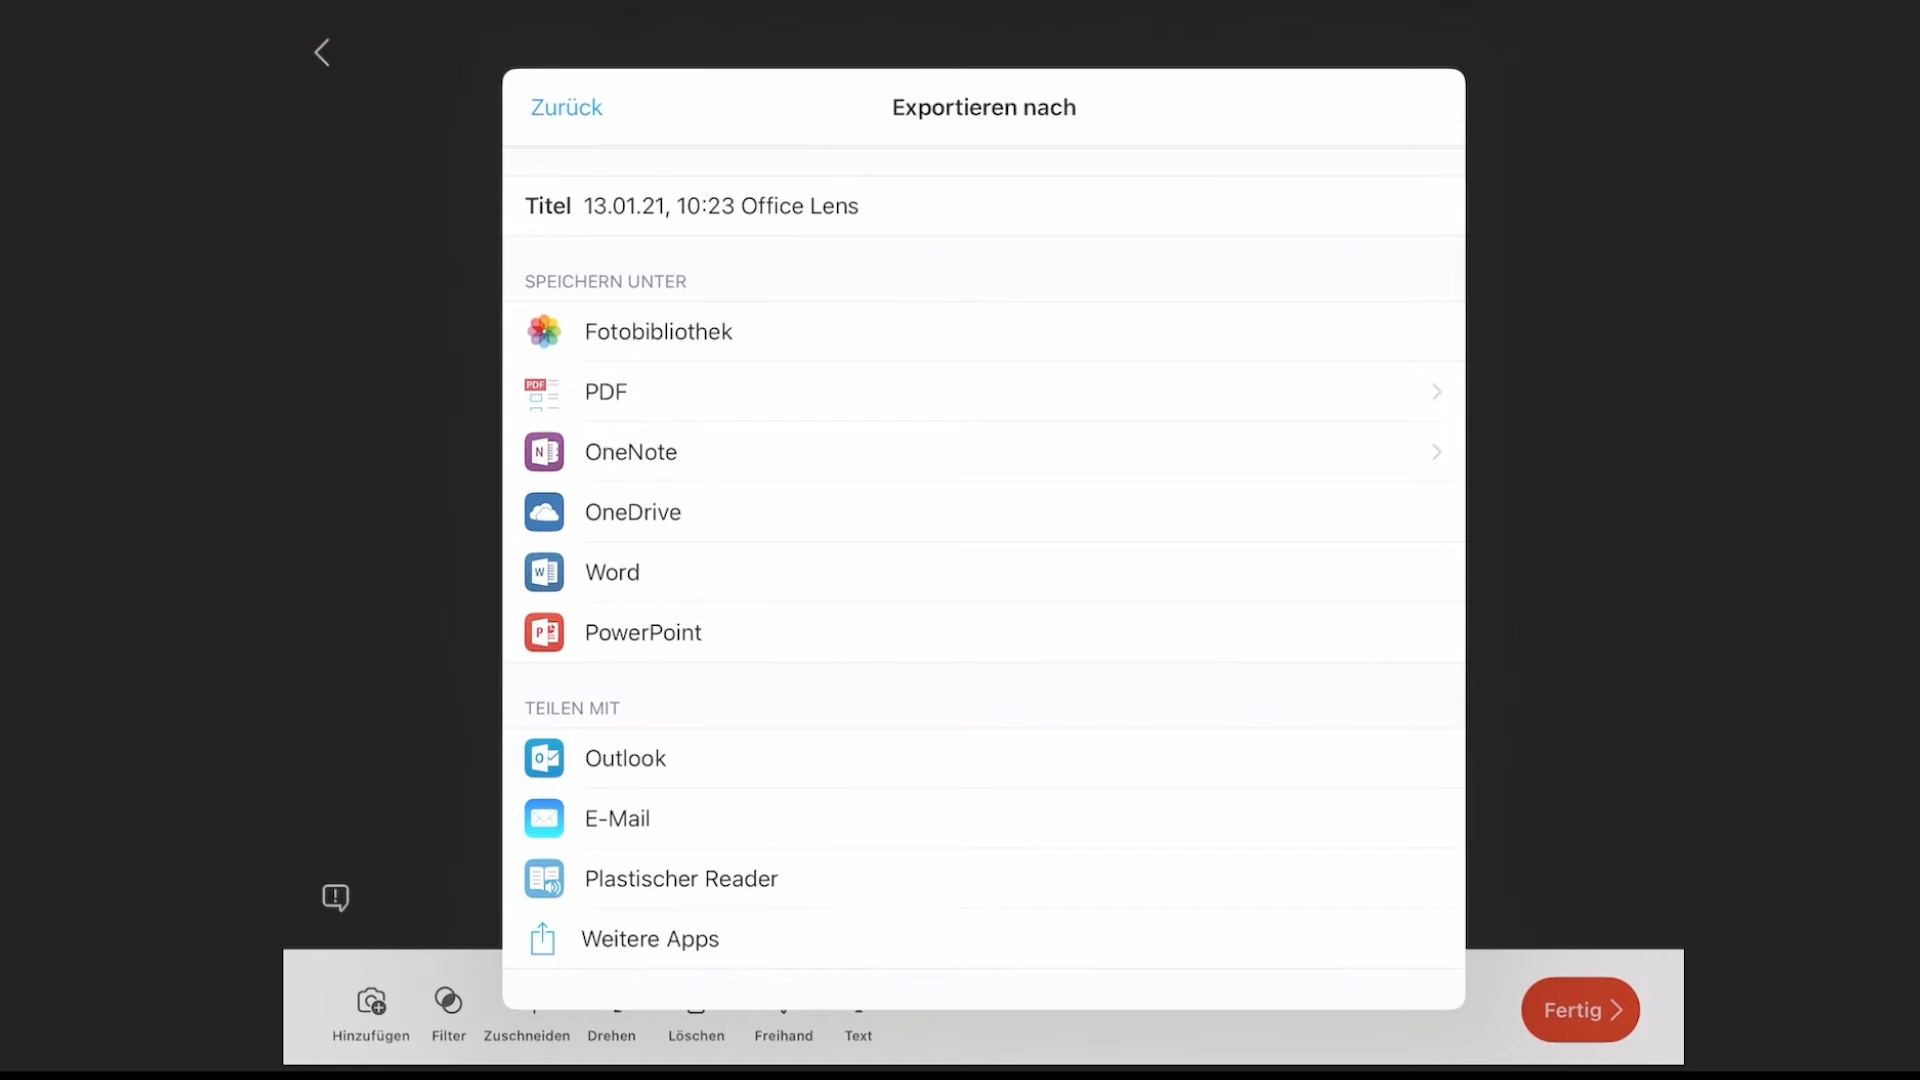 Zurück
Exportieren nach
Titel 13.01.21, 10:23 Office Lens
SPEICHERN UNTER
Fotobibliothek
PDF
PDF
N
OneNote
OneDrive
W
Word
P
PowerPoint
TEILEN MIT
O
Outlook
E-Mail
Plastischer Reader
Weitere Apps
Hinzufügen
Filter
Zuschneiden
Drehen
Löschen
Freihand
Text
Fertig